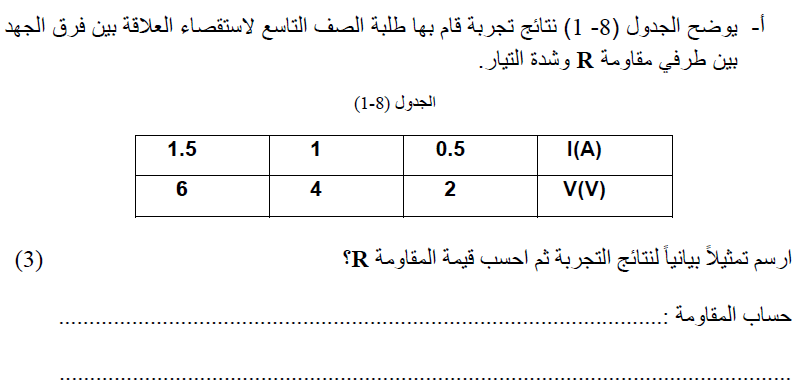 أ- يوضح الجدول (8- 1) نتائج تجربة قام بها طلبة الصف التاسع لاستقصاء العلاقة بين فرق الجهد
بين طرفي مقاومة R وشدة التيار.
الجدول (8-1)
I(A) 0.5 1 1.5
V(V) 2 4 6
ارسم تمثيلاً بيانياً لنتائج التجربة ثم احسب قيمة المقاومة R؟ (3)
حساب المقاومة :......................................................................................................
............................................................................................................................